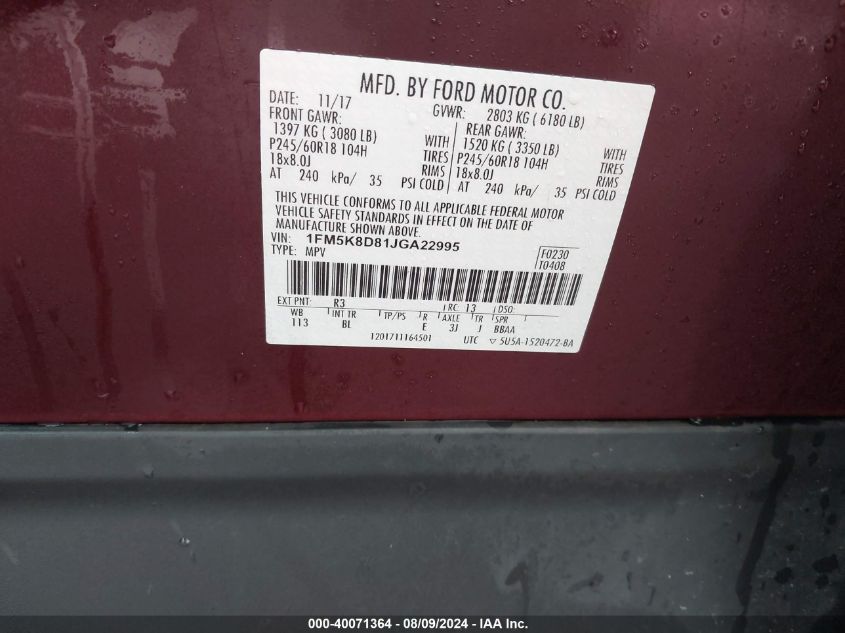 MFD. BY FORD MOTOR CO.
DATE: 11/17 GVWR: 2803 KG ( 6180 LB)
FRONT GAWR: REAR GAWR:
1397 KG ( 3080 LB) WITH 1520 KG ( 3350 LB) WITH
P245/60R18 104H TIRES P245/60R18 104H TIRES
18x8.0J RIMS 18x8.0J RIMS
AT 240 kPa/ 35 PSI COLD AT 240 kPa/ 35 PSI COLD
THIS VEHICLE CONFORMS TO ALL APPLICABLE FEDERAL MOTOR
VEHICLE SAFETY STANDARDS IN EFFECT ON THE DATE OF
MANUFACTURE SHOWN ABOVE.
VIN: 1FM5K8D81JGA22995 F0230
TYPE: MPV T0408
EXT PNT: R3 RC: 13 DSO:
WB INT TR TP/PS R AXLE TR SPR
113 BL E 3J J BBAA
1201711164501 UTC ▽ 5U5A-1520472-BA
000-40071364 - 08/09/2024 - IAA Inc.